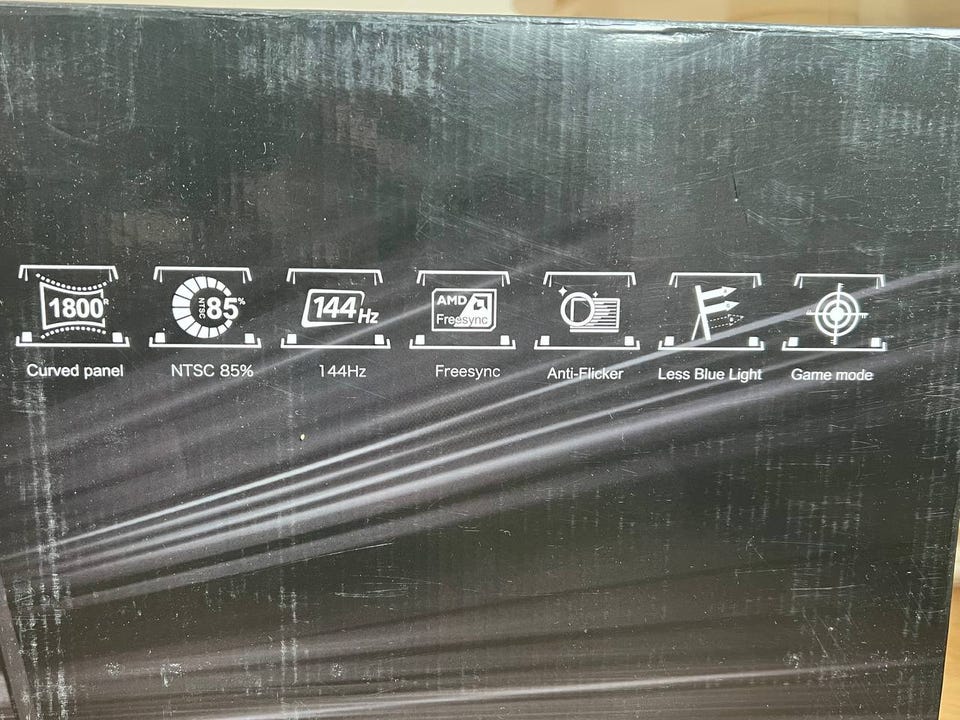 1800R
NTSC 85%
144Hz
AMD
Freesync
Curved panel
NTSC 85%
144Hz
Freesync
Anti-Flicker
Less Blue Light
Game mode